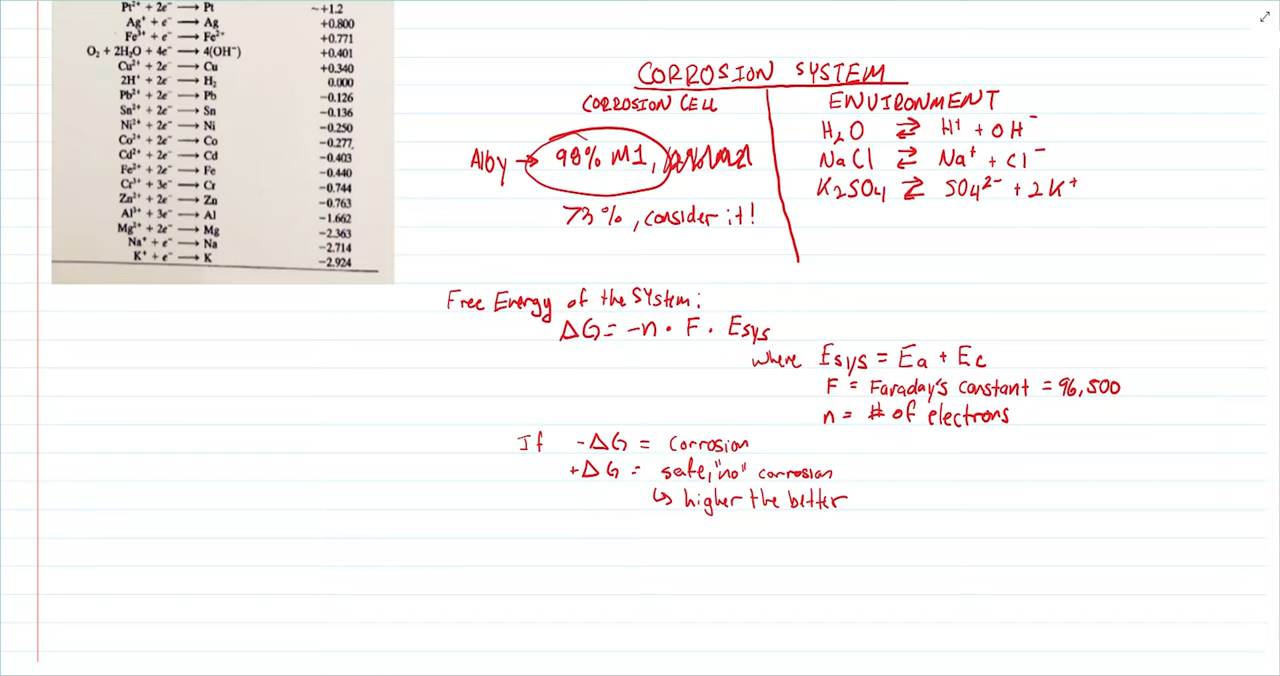 Pt²⁺ + 2e⁻ ⟶ Pt ~+1.2
Ag⁺ + e⁻ ⟶ Ag +0.800
Fe³⁺ + e⁻ ⟶ Fe²⁺ +0.771
O₂ + 2H₂O + 4e⁻ ⟶ 4(OH⁻) +0.401
Cu²⁺ + 2e⁻ ⟶ Cu +0.340
2H⁺ + 2e⁻ ⟶ H₂ 0.000
Pb²⁺ + 2e⁻ ⟶ Pb −0.126
Sn²⁺ + 2e⁻ ⟶ Sn −0.136
Ni²⁺ + 2e⁻ ⟶ Ni −0.250
Co²⁺ + 2e⁻ ⟶ Co −0.277
Cd²⁺ + 2e⁻ ⟶ Cd −0.403
Fe²⁺ + 2e⁻ ⟶ Fe −0.440
Cr³⁺ + 3e⁻ ⟶ Cr −0.744
Zn²⁺ + 2e⁻ ⟶ Zn −0.763
Al³⁺ + 3e⁻ ⟶ Al −1.662
Mg²⁺ + 2e⁻ ⟶ Mg −2.363
Na⁺ + e⁻ ⟶ Na −2.714
K⁺ + e⁻ ⟶ K −2.924
CORROSION SYSTEM
CORROSION CELL
Alloy → 98% M1,
73%, consider it!
ENVIRONMENT
H₂O ⇄ H⁺ + OH⁻
NaCl ⇄ Na⁺ + Cl⁻
K₂SO₄ ⇄ SO₄²⁻ + 2K⁺
Free Energy of the System:
ΔG = -n · F · Esys
where Esys = Ea + Ec
F = Faraday's constant = 96,500
n = # of electrons
If -ΔG = corrosion
+ΔG = safe, "no" corrosion
↳ higher the better